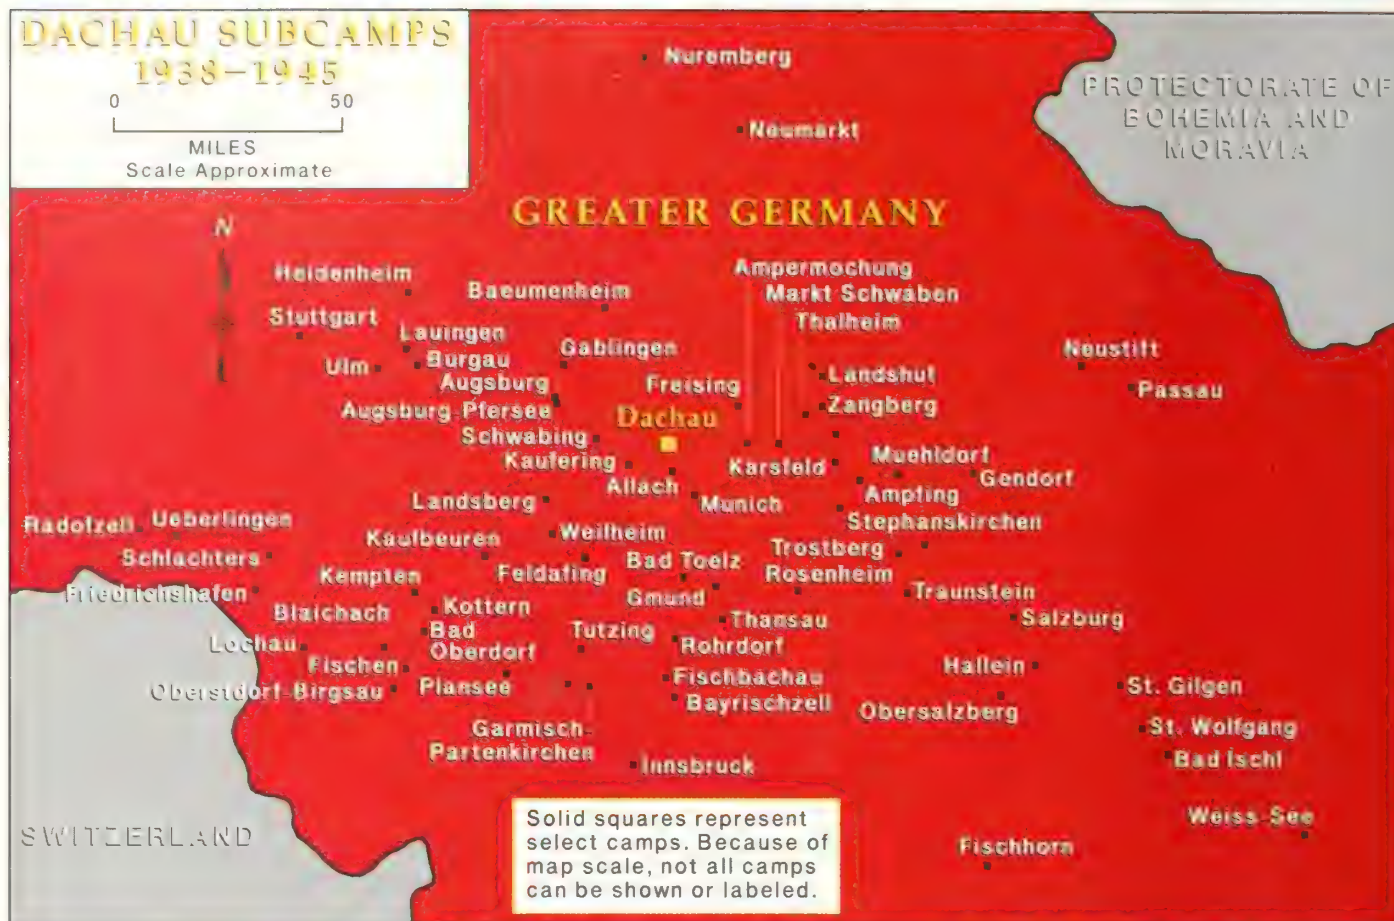 DACHAU SUBCAMPS
1938–1945
0 50
MILES
Scale Approximate
PROTECTORATE OF
BOHEMIA AND
MORAVIA
Nuremberg
Neumarkt
GREATER GERMANY
N
Heidenheim
Baeumenheim
Ampermochung
Markt Schwaben
Thalheim
Stuttgart
Lauingen
Gablingen
Neustift
Ulm
Burgau
Augsburg
Freising
Landshut
Passau
Augsburg-Pfersee
Dachau
Zangberg
Schwabing
Kaufering
Karsfeld
Muehldorf
Gendorf
Allach
Landsberg
Munich
Ampfing
Stephanskirchen
Radolfzell
Ueberlingen
Kaufbeuren
Weilheim
Schlachters
Trostberg
Kempten
Feldafing
Bad Toelz
Rosenheim
Friedrichshafen
Gmund
Traunstein
Blaichach
Kottern
Thansau
Salzburg
Lochau
Bad
Oberdorf
Tutzing
Rohrdorf
Fischen
Hallein
Oberstdorf-Birgsau
Plansee
Fischbachau
St. Gilgen
Bayrischzell
Obersalzberg
Garmisch-
Partenkirchen
St. Wolfgang
Innsbruck
Bad Ischl
SWITZERLAND
Solid squares represent
select camps. Because of
map scale, not all camps
can be shown or labeled.
Weiss-See
Fischhorn